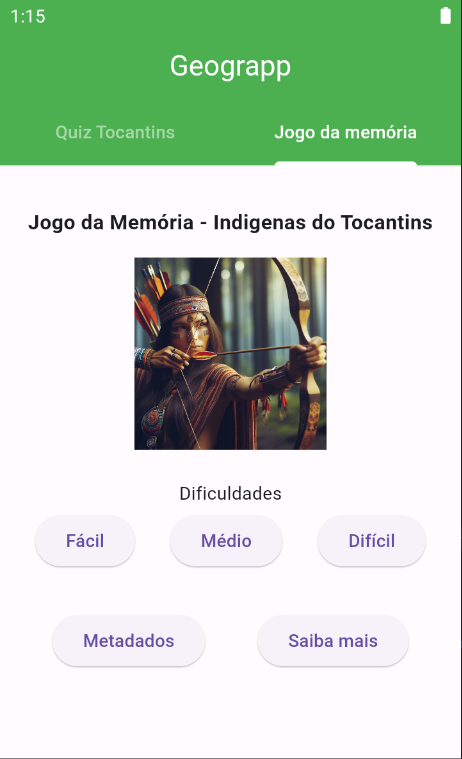 1:15
Geograpp
Quiz Tocantins Jogo da memória
Jogo da Memória - Indigenas do Tocantins
Dificuldades
Fácil Médio Difícil
Metadados Saiba mais